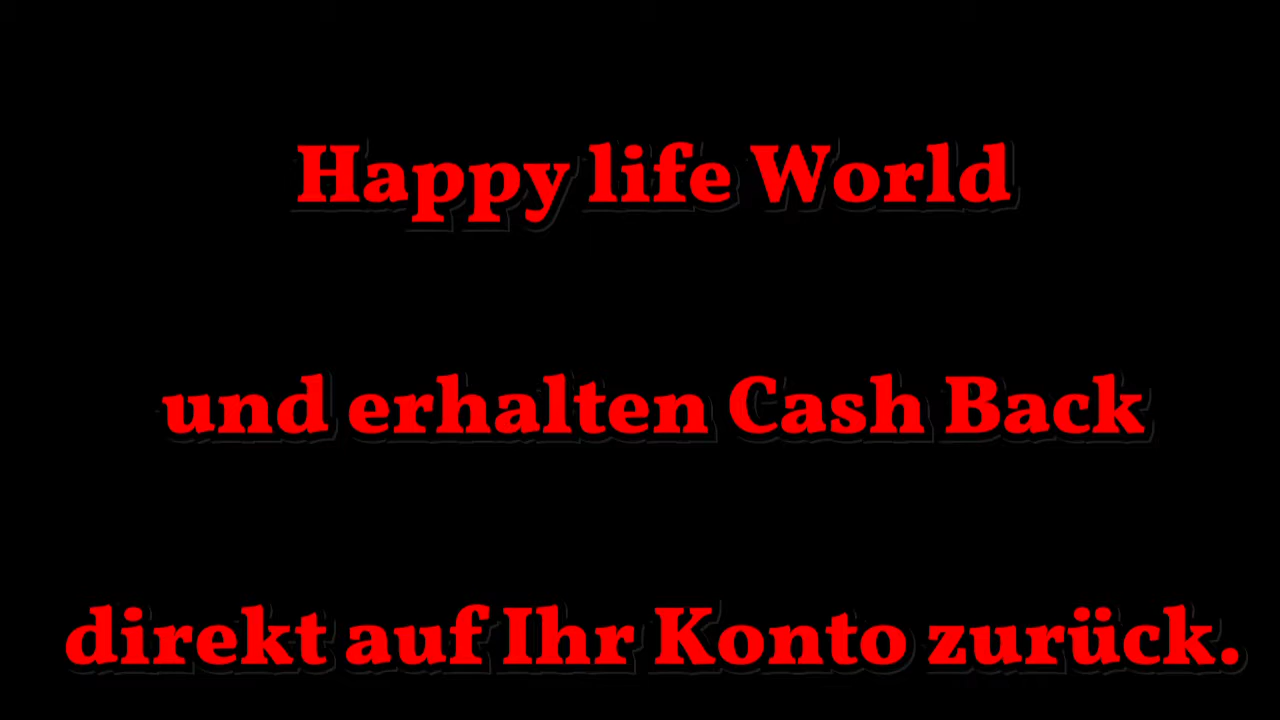 Happy life World
und erhalten Cash Back
direkt auf Ihr Konto zurück.